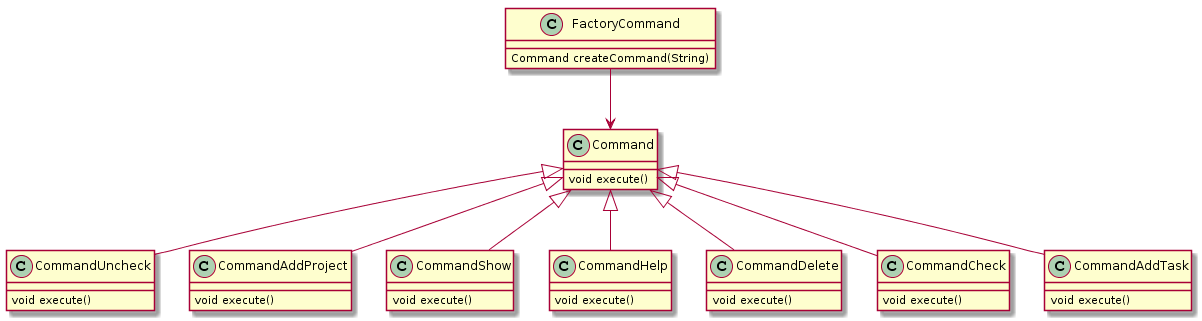 C FactoryCommand
Command createCommand(String)
C Command
void execute()
C CommandUncheck
void execute()
C CommandAddProject
void execute()
C CommandShow
void execute()
C CommandHelp
void execute()
C CommandDelete
void execute()
C CommandCheck
void execute()
C CommandAddTask
void execute()